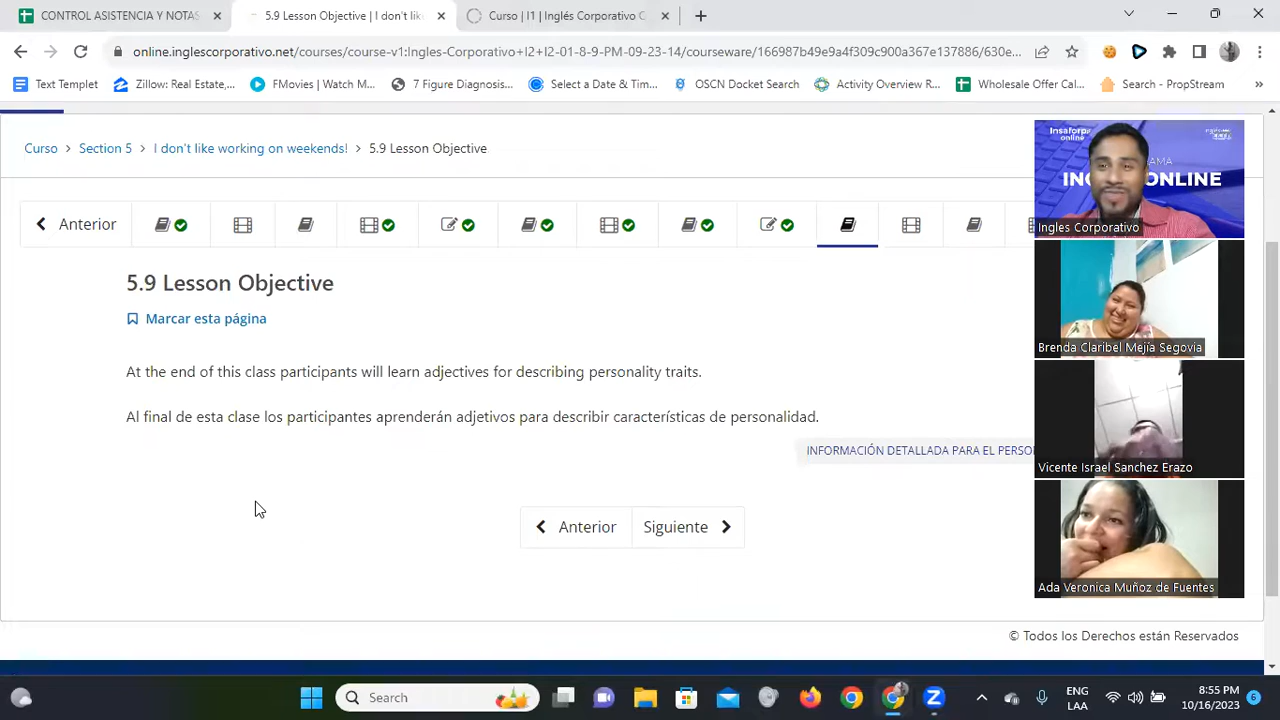 CONTROL ASISTENCIA Y NOTAS
5.9 Lesson Objective | I don't like
Curso | I1 | Inglés Corporativo
online.inglescorporativo.net/courses/course-v1:Ingles-Corporativo+I2+I2-01-8-9-PM-09-23-14/courseware/166987b49e9a4f309c900a367e137886/630e...
Text Templet
Zillow: Real Estate,...
FMovies | Watch M...
7 Figure Diagnosis...
Select a Date & Tim...
OSCN Docket Search
Activity Overview R...
Wholesale Offer Cal...
Search - PropStream
Curso > Section 5 > I don't like working on weekends! > 5.9 Lesson Objective
Anterior
5.9 Lesson Objective
Marcar esta página
At the end of this class participants will learn adjectives for describing personality traits.
Al final de esta clase los participantes aprenderán adjetivos para describir características de personalidad.
INFORMACIÓN DETALLADA PARA EL PERSO
Anterior
Siguiente
© Todos los Derechos están Reservados
online
Ingles Corporativo
Brenda Claribel Mejia Segovia
Vicente Israel Sanchez Erazo
Ada Veronica Muñoz de Fuentes
Search
ENG
LAA
8:55 PM
10/16/2023
6